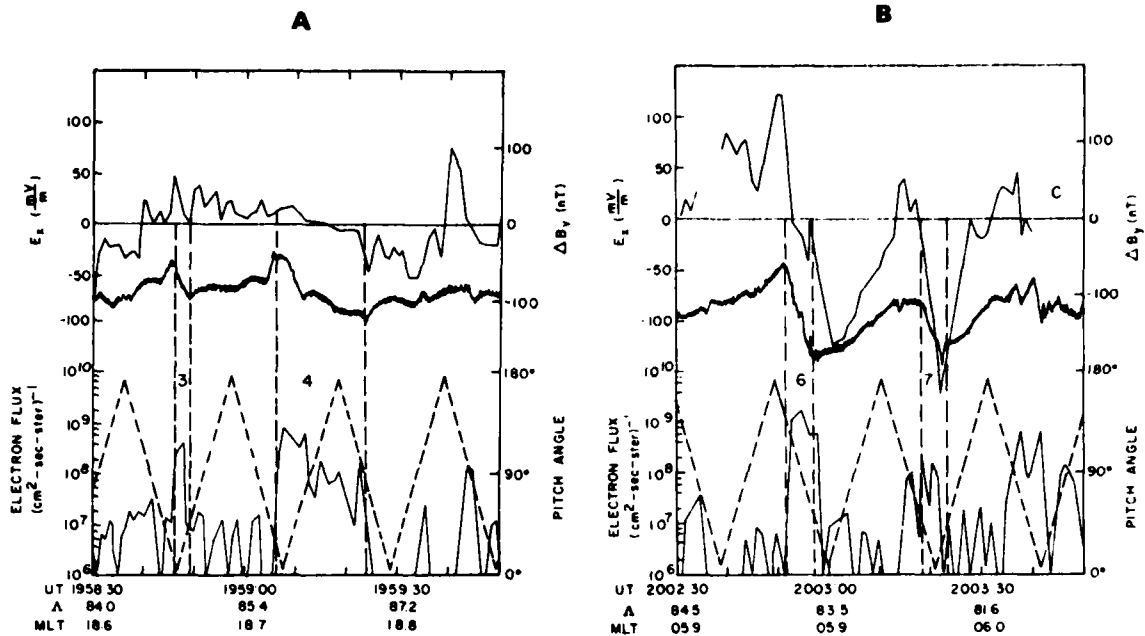 A
B
100
50
0
-50
-100
10^10
10^9
10^8
10^7
10^6
E_z (mV/m)
ELECTRON FLUX
(cm²-sec-ster)⁻¹
3
4
100
0
-100
180°
90°
0°
ΔB_y (nT)
PITCH ANGLE
UT 1958 30 1959 00 1959 30
Λ 84.0 85.4 87.2
MLT 18.6 18.7 18.8
100
50
0
-50
-100
10^10
10^9
10^8
10^7
10^6
E_z (mV/m)
ELECTRON FLUX
(cm²-sec-ster)⁻¹
C
6
7
100
0
-100
180°
90°
0°
ΔB_y (nT)
PITCH ANGLE
UT 2002 30 2003 00 2003 30
Λ 84.5 83.5 81.6
MLT 05.9 05.9 06.0